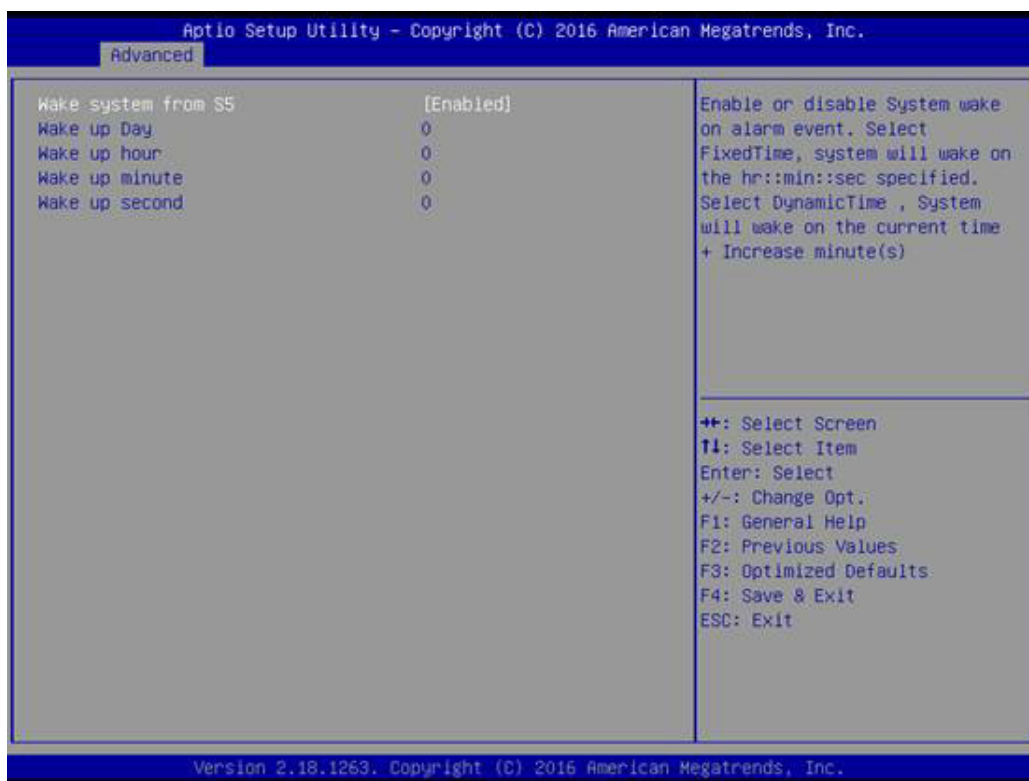 Aptio Setup Utility – Copyright (C) 2016 American Megatrends, Inc.
Advanced
Wake system from S5 [Enabled]
Wake up Day 0
Wake up hour 0
Wake up minute 0
Wake up second 0
Enable or disable System wake
on alarm event. Select
FixedTime, system will wake on
the hr::min::sec specified.
Select DynamicTime , System
will wake on the current time
+ Increase minute(s)
→←: Select Screen
↑↓: Select Item
Enter: Select
+/-: Change Opt.
F1: General Help
F2: Previous Values
F3: Optimized Defaults
F4: Save & Exit
ESC: Exit
Version 2.18.1263. Copyright (C) 2016 American Megatrends, Inc.